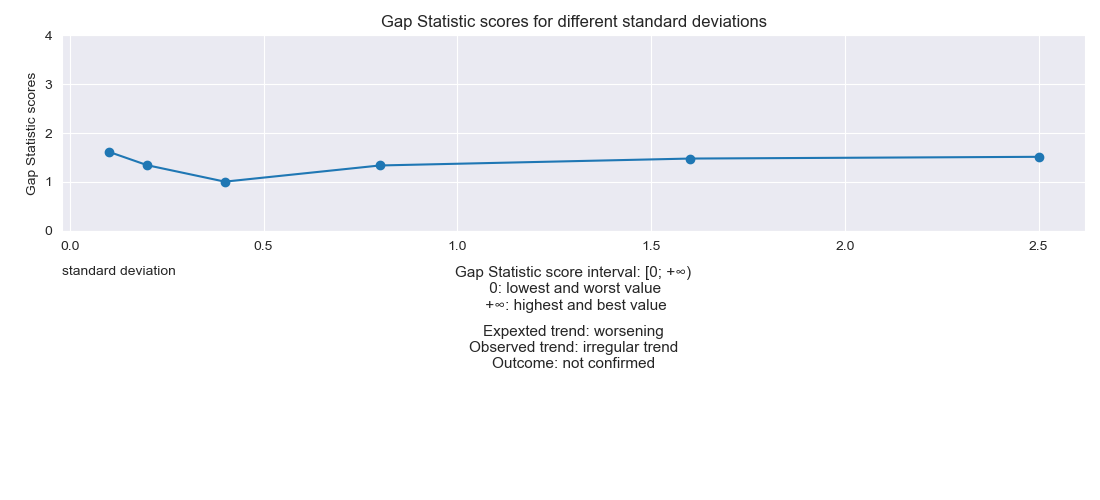 Gap Statistic scores for different standard deviations
Gap Statistic scores
4
3
2
1
0
0.0 0.5 1.0 1.5 2.0 2.5
standard deviation
Gap Statistic score interval: [0; +∞)
0: lowest and worst value
+∞: highest and best value
Expexted trend: worsening
Observed trend: irregular trend
Outcome: not confirmed